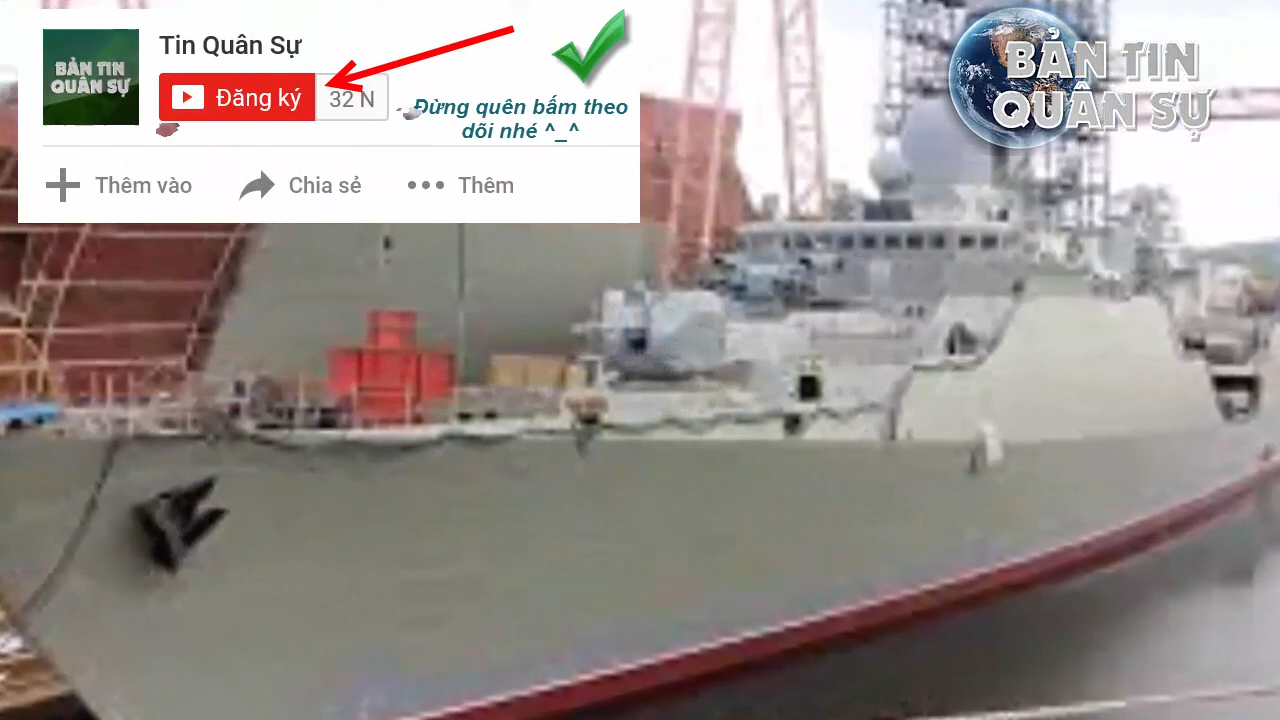 BẢN TIN
QUÂN SỰ
Tin Quân Sự
Đăng ký
32 N
Đừng quên bấm theo
dõi nhé ^_^
Thêm vào
Chia sẻ
Thêm
BẢN TIN
QUÂN SỰ